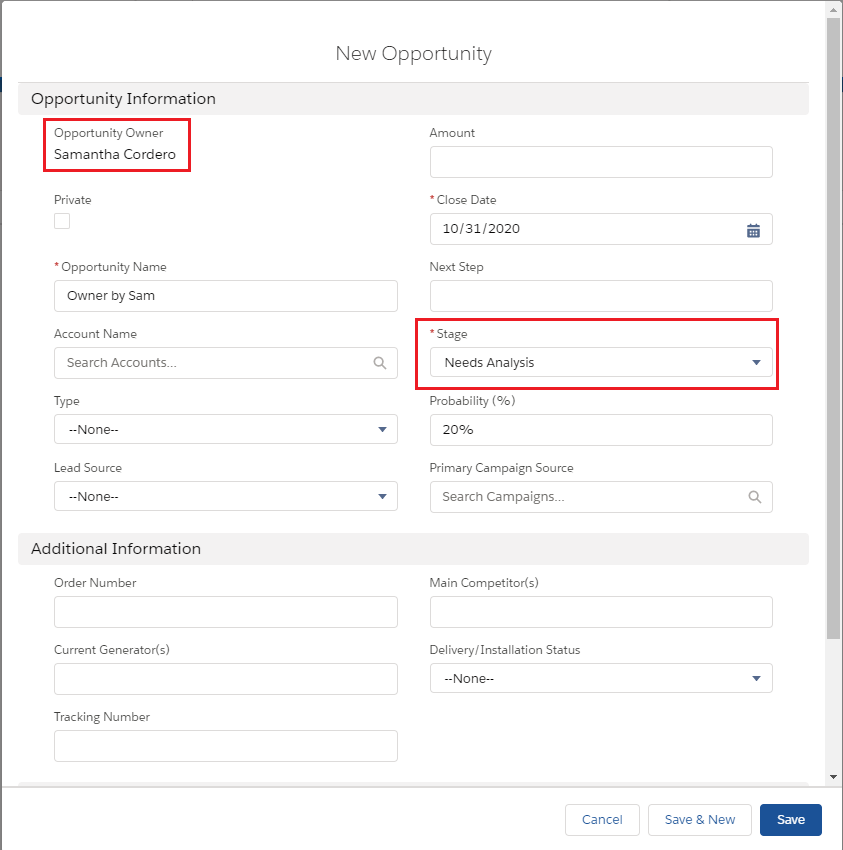 New Opportunity
Opportunity Information
Opportunity Owner
Samantha Cordero
Amount
Private
* Close Date
10/31/2020
* Opportunity Name
Owner by Sam
Next Step
Account Name
Search Accounts...
* Stage
Needs Analysis
Type
--None--
Probability (%)
20%
Lead Source
--None--
Primary Campaign Source
Search Campaigns...
Additional Information
Order Number
Main Competitor(s)
Current Generator(s)
Delivery/Installation Status
--None--
Tracking Number
Cancel
Save & New
Save